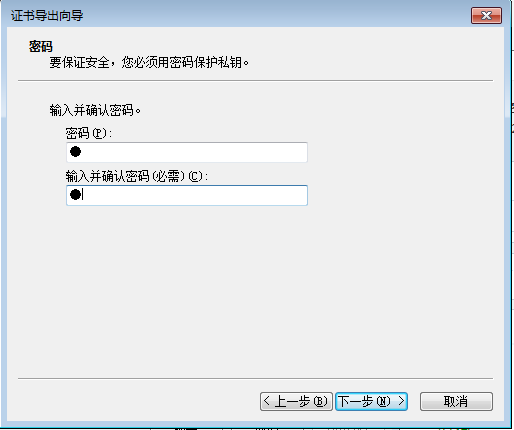 证书导出向导
密码
要保证安全，您必须用密码保护私钥。
输入并确认密码。
密码(P):
●
输入并确认密码(必需)(C):
●
< 上一步(B)
下一步(N) >
取消